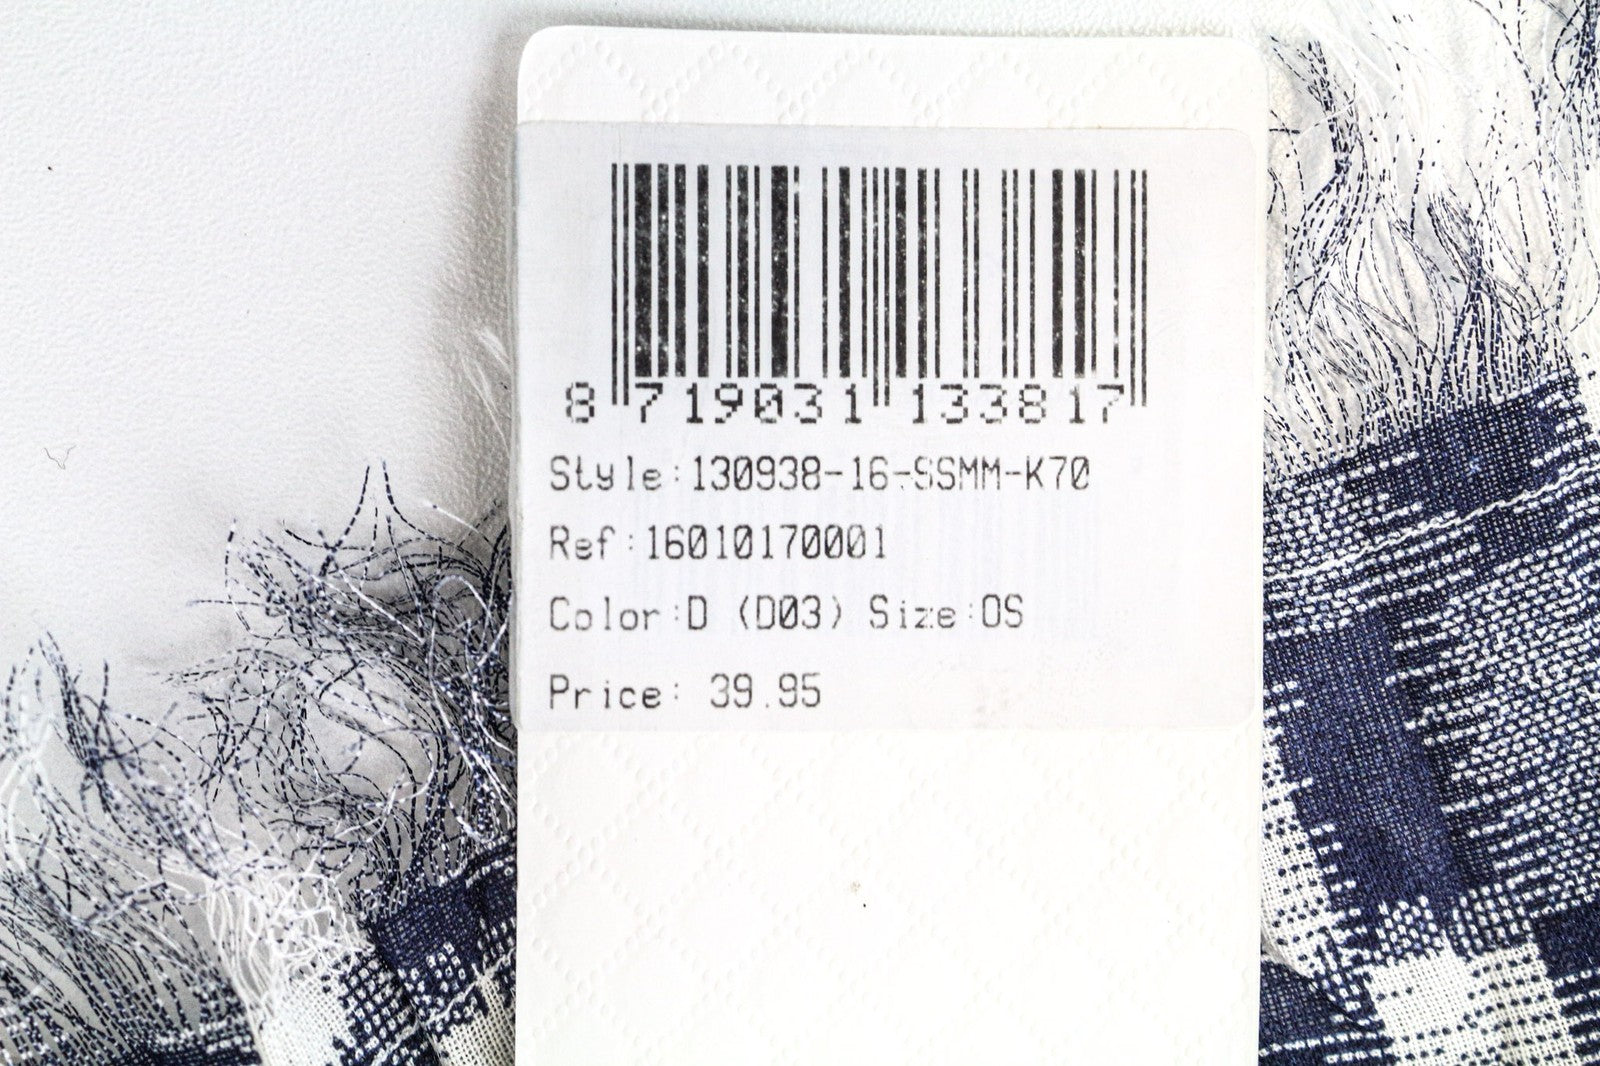 8 719031 133817
Style:130938-16-SSMM-K70
Ref:16010170001
Color:D (D03) Size:OS
Price: 39.95